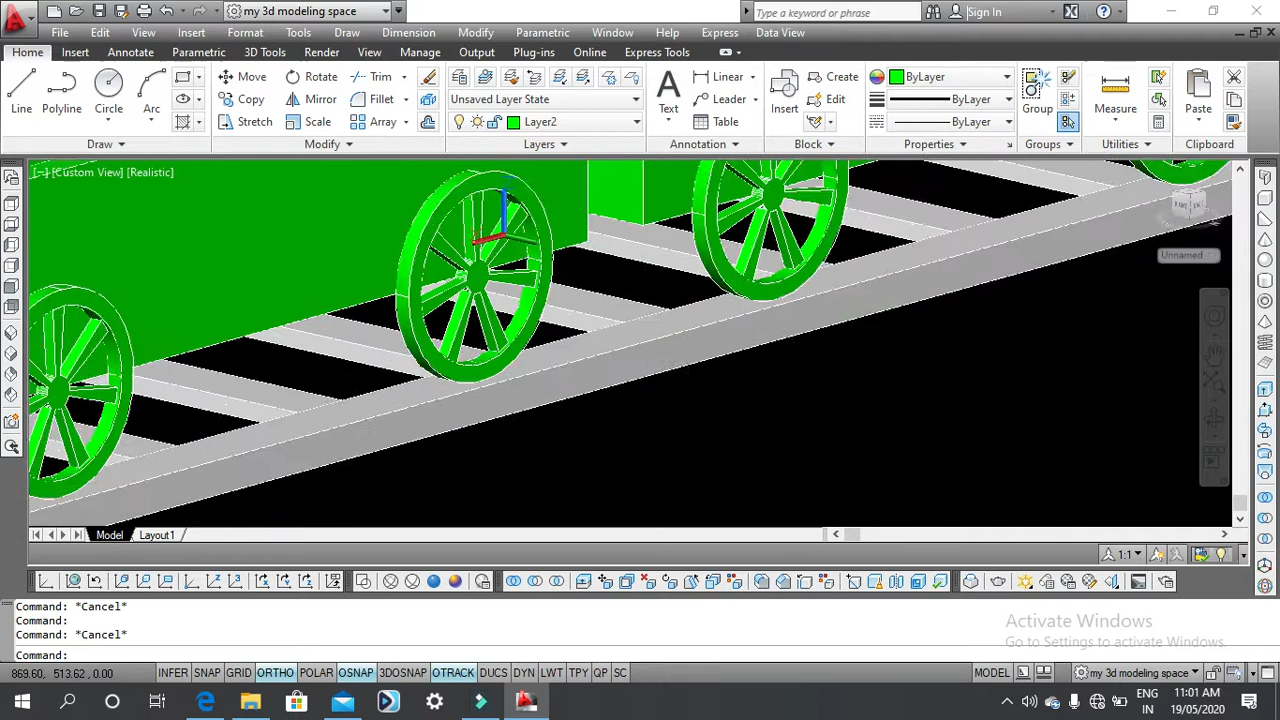 my 3d modeling space
Type a keyword or phrase
Sign In
File Edit View Insert Format Tools Draw Dimension Modify Parametric Window Help Express Data View
Home Insert Annotate Parametric 3D Tools Render View Manage Output Plug-ins Online Express Tools
Line
Polyline
Circle
Arc
Move
Rotate
Trim
Copy
Mirror
Fillet
Stretch
Scale
Array
Unsaved Layer State
Layer2
Text
Linear
Leader
Table
Insert
Create
Edit
ByLayer
ByLayer
ByLayer
Group
Measure
Paste
Draw
Modify
Layers
Annotation
Block
Properties
Groups
Utilities
Clipboard
[−] [Custom View] [Realistic]
Unnamed
Model Layout1
1:1
Command: *Cancel*
Command:
Command: *Cancel*
Command:
Activate Windows
Go to Settings to activate Windows.
869.60, 513.62 , 0.00
INFER SNAP GRID ORTHO POLAR OSNAP 3DOSNAP OTRACK DUCS DYN LWT TPY QP SC
MODEL
my 3d modeling space
ENG
IN
11:01 AM
19/05/2020